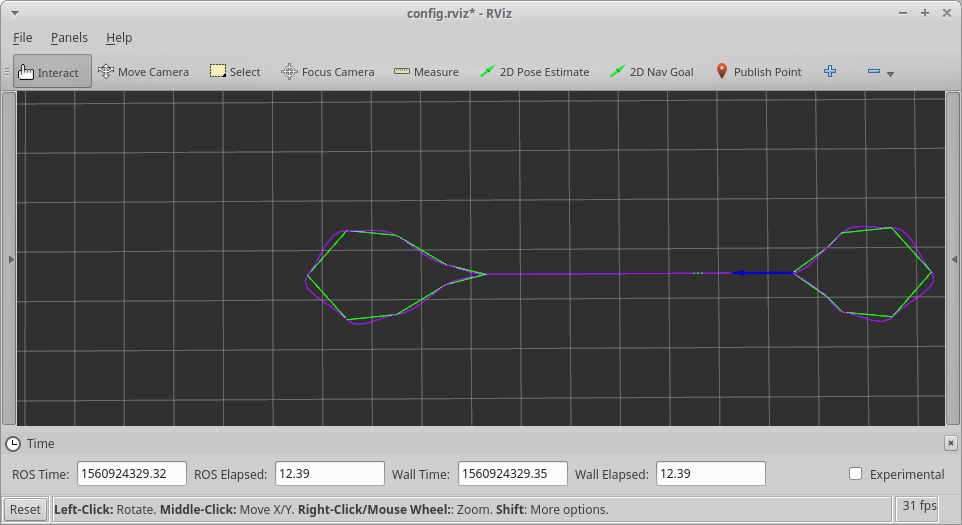 config.rviz* - RViz
File Panels Help
Interact Move Camera Select Focus Camera Measure 2D Pose Estimate 2D Nav Goal Publish Point
Time
ROS Time: 1560924329.32 ROS Elapsed: 12.39 Wall Time: 1560924329.35 Wall Elapsed: 12.39 Experimental
Reset Left-Click: Rotate. Middle-Click: Move X/Y. Right-Click/Mouse Wheel:: Zoom. Shift: More options. 31 fps